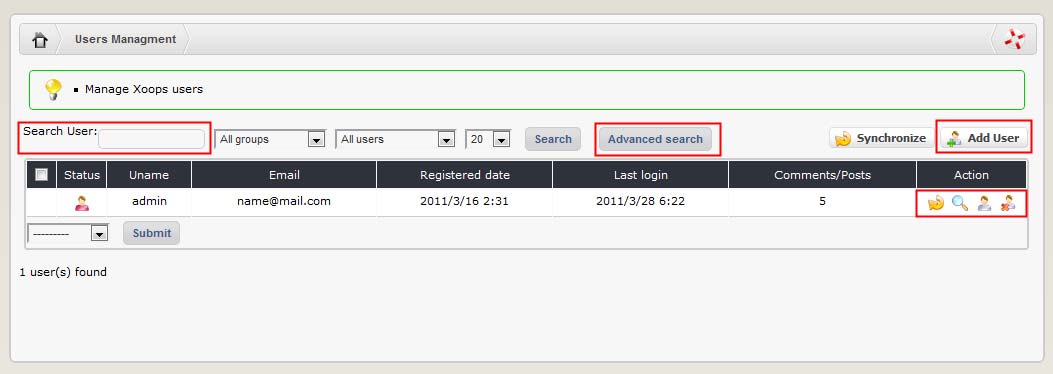 Users Managment
Manage Xoops users
Search User: All groups All users 20 Search Advanced search Synchronize Add User
Status Uname Email Registered date Last login Comments/Posts Action
admin name@mail.com 2011/3/16 2:31 2011/3/28 6:22 5
--------- Submit
1 user(s) found